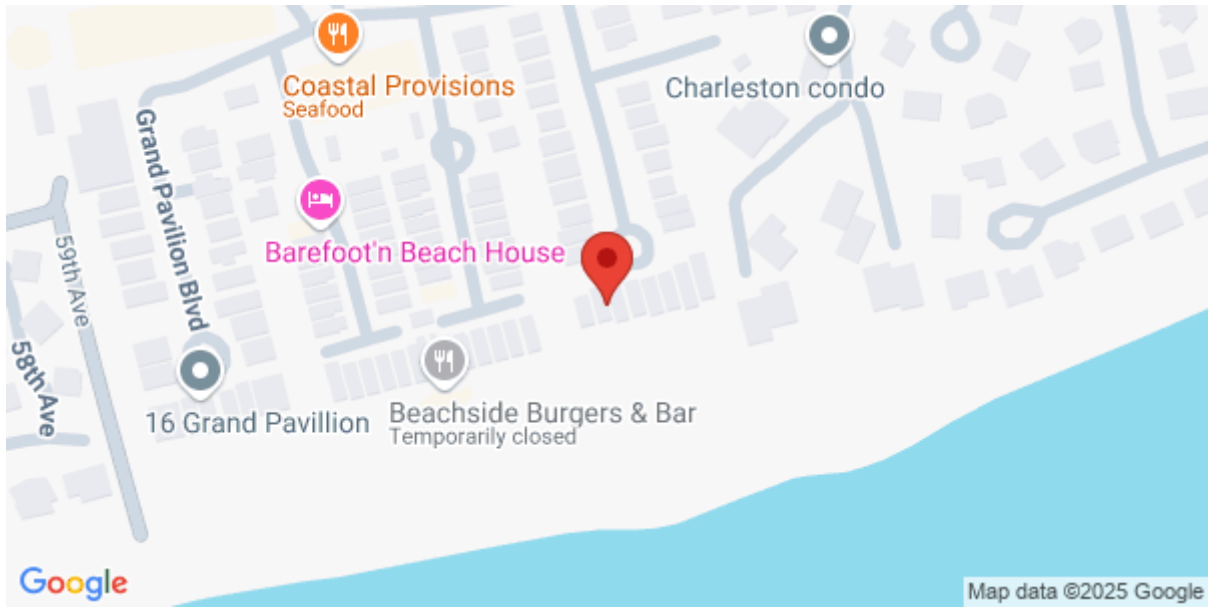 Coastal Provisions
Seafood
Charleston condo
Grand Pavilion Blvd
Barefoot'n Beach House
59th Ave
58th Ave
16 Grand Pavillion
Beachside Burgers & Bar
Temporarily closed
Google
Map data ©2025 Google